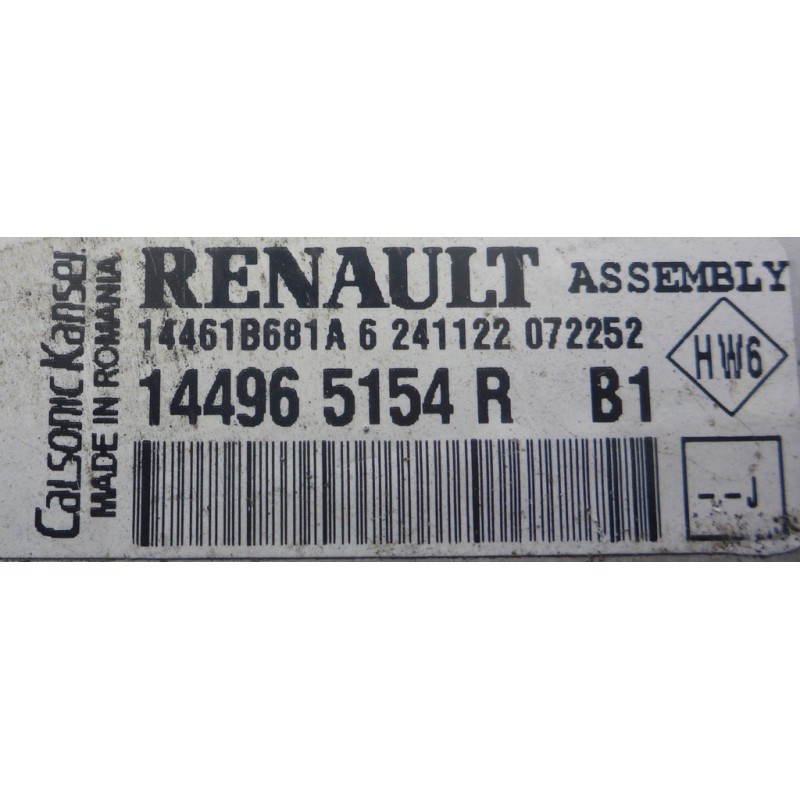 Calsonic Kansei
MADE IN ROMANIA
RENAULT ASSEMBLY
14461B681A 6 241122 072252
14496 5154 R B1
HW6
-.-J